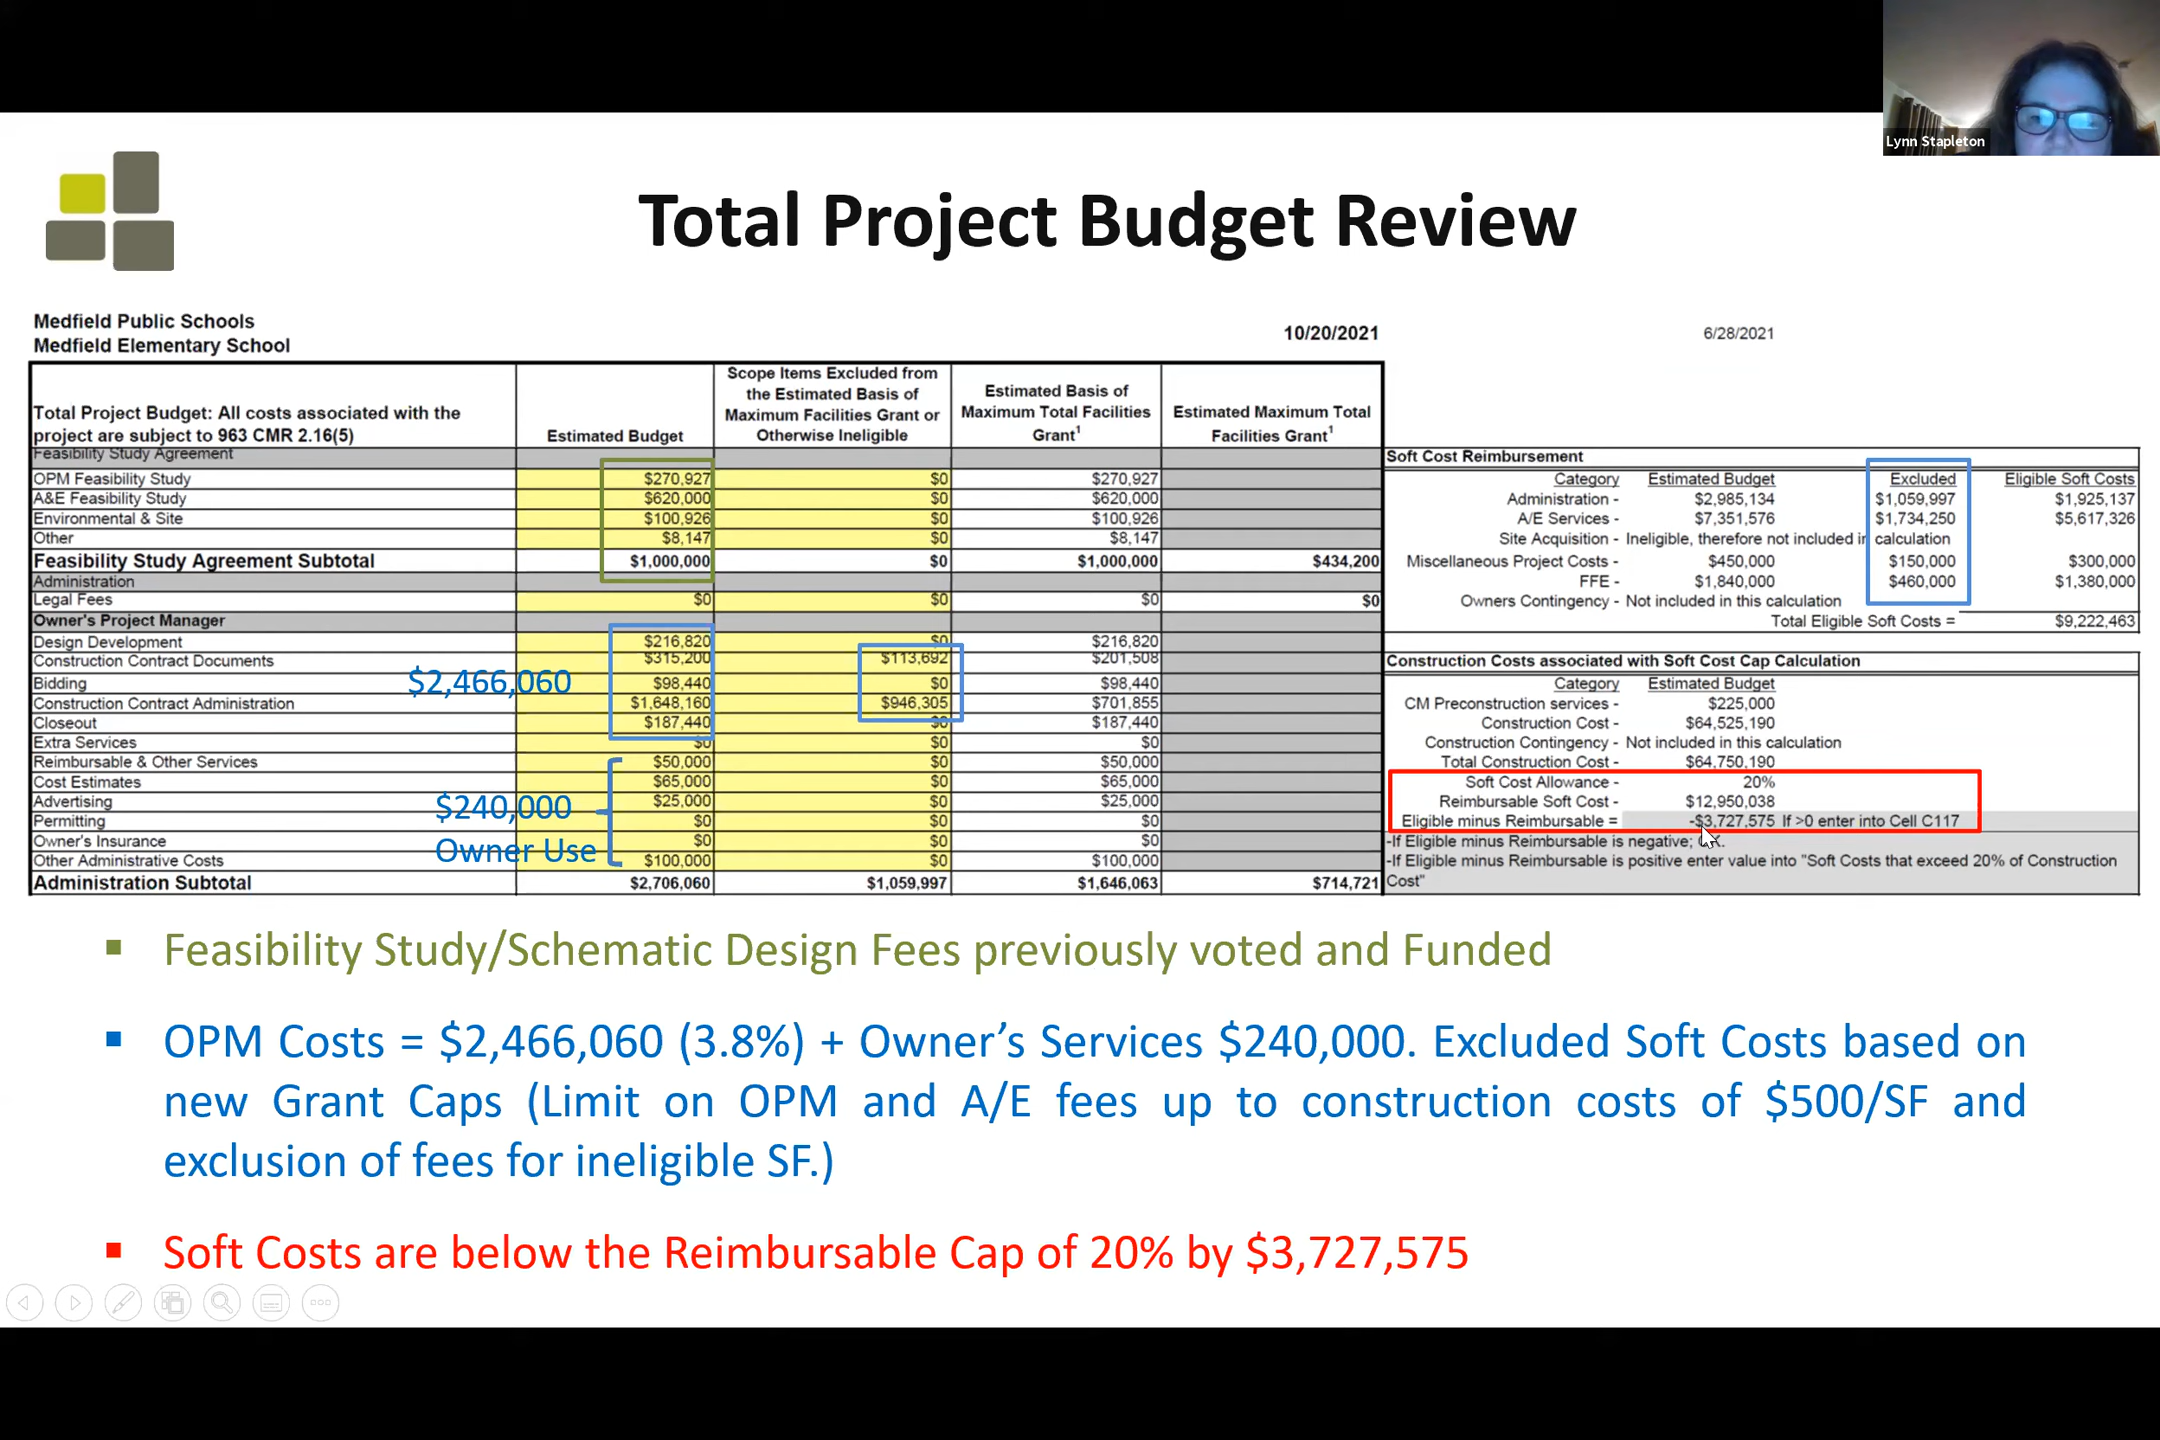 Lynn Stapleton
Total Project Budget Review
Medfield Public Schools
Medfield Elementary School
10/20/2021
6/28/2021
Total Project Budget: All costs associated with the
project are subject to 963 CMR 2.16(5)
Estimated Budget
Scope Items Excluded from
the Estimated Basis of
Maximum Facilities Grant or
Otherwise Ineligible
Estimated Basis of
Maximum Total Facilities
Grant1
Estimated Maximum Total
Facilities Grant1
Feasibility Study Agreement
OPM Feasibility Study $270,927 $0 $270,927
A&E Feasibility Study $620,000 $0 $620,000
Environmental & Site $100,926 $0 $100,926
Other $8,147 $0 $8,147
Feasibility Study Agreement Subtotal $1,000,000 $0 $1,000,000 $434,200
Administration
Legal Fees $0 $0 $0 $0
Owner's Project Manager
Design Development $216,820 $0 $216,820
Construction Contract Documents $315,200 $113,692 $201,508
$2,466,060
Bidding $98,440 $0 $98,440
Construction Contract Administration $1,648,160 $946,305 $701,855
Closeout $187,440 $0 $187,440
Extra Services $0 $0 $0
Reimbursable & Other Services $50,000 $0 $50,000
Cost Estimates $65,000 $0 $65,000
Advertising $25,000 $0 $25,000
$240,000
Owner Use
Permitting $0 $0 $0
Owner's Insurance $0 $0 $0
Other Administrative Costs $100,000 $0 $100,000
Administration Subtotal $2,706,060 $1,059,997 $1,646,063 $714,721
Soft Cost Reimbursement
Category Estimated Budget Excluded Eligible Soft Costs
Administration - $2,985,134 $1,059,997 $1,925,137
A/E Services - $7,351,576 $1,734,250 $5,617,326
Site Acquisition - Ineligible, therefore not included in calculation
Miscellaneous Project Costs - $450,000 $150,000 $300,000
FFE - $1,840,000 $460,000 $1,380,000
Owners Contingency - Not included in this calculation
Total Eligible Soft Costs = $9,222,463
Construction Costs associated with Soft Cost Cap Calculation
Category Estimated Budget
CM Preconstruction services - $225,000
Construction Cost - $64,525,190
Construction Contingency - Not included in this calculation
Total Construction Cost - $64,750,190
Soft Cost Allowance - 20%
Reimbursable Soft Cost - $12,950,038
Eligible minus Reimbursable = -$3,727,575 If >0 enter into Cell C117
-If Eligible minus Reimbursable is negative;
-If Eligible minus Reimbursable is positive enter value into "Soft Costs that exceed 20% of Construction
Cost"
▪ Feasibility Study/Schematic Design Fees previously voted and Funded
▪ OPM Costs = $2,466,060 (3.8%) + Owner’s Services $240,000. Excluded Soft Costs based on
new Grant Caps (Limit on OPM and A/E fees up to construction costs of $500/SF and
exclusion of fees for ineligible SF.)
▪ Soft Costs are below the Reimbursable Cap of 20% by $3,727,575